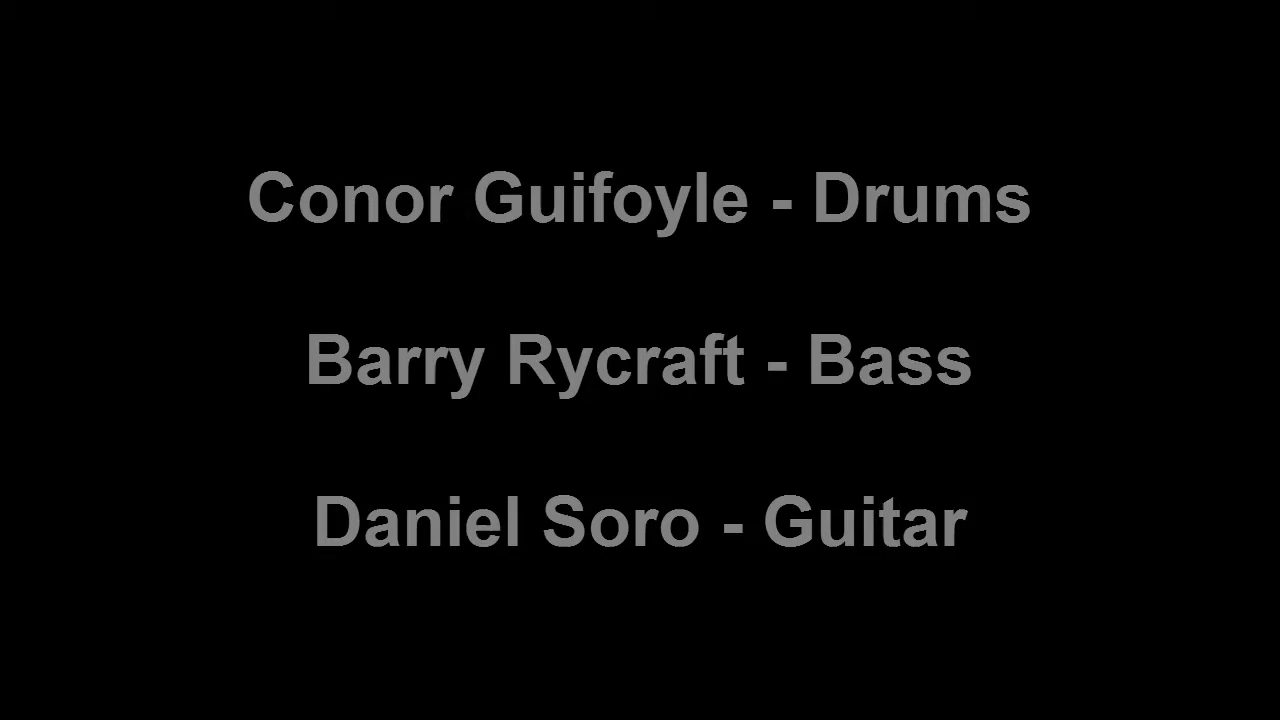 Conor Guifoyle - Drums
Barry Rycraft - Bass
Daniel Soro - Guitar